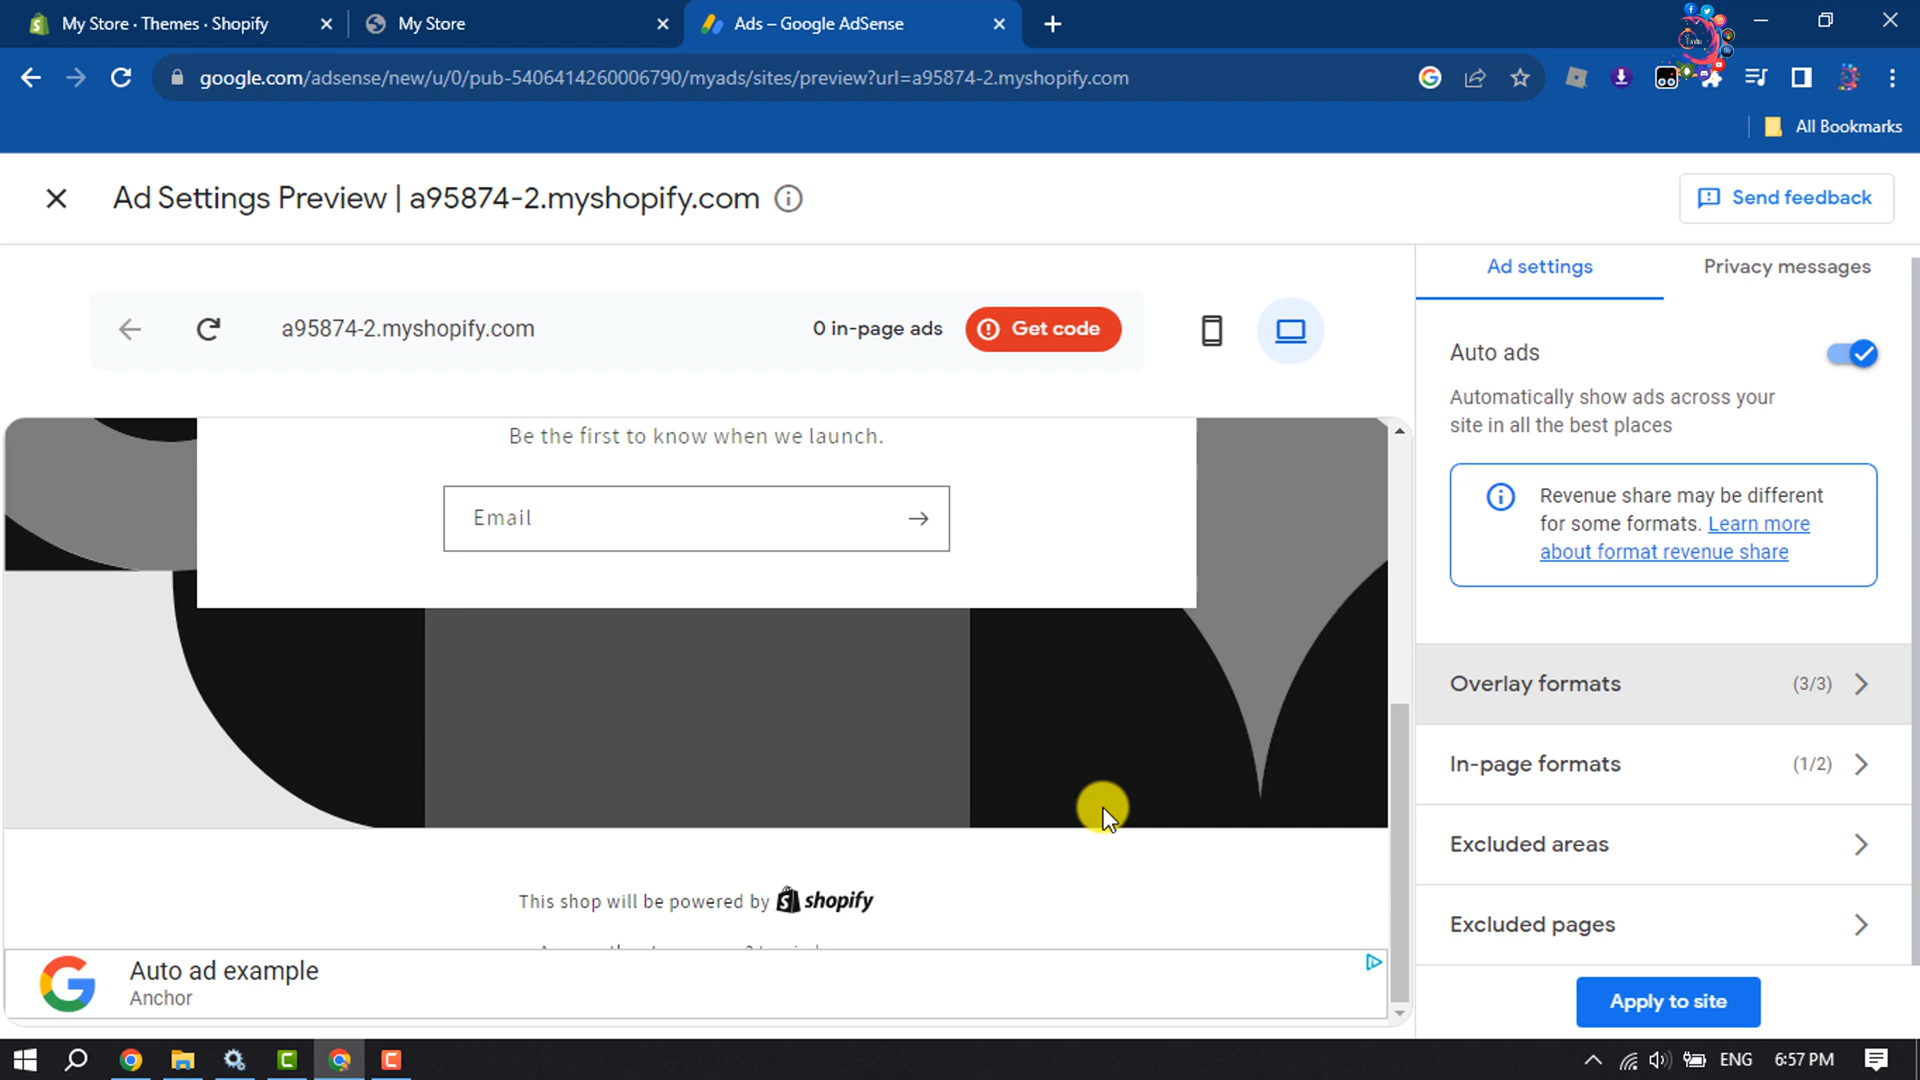 My Store · Themes · Shopify
My Store
Ads – Google AdSense
google.com/adsense/new/u/0/pub-5406414260006790/myads/sites/preview?url=a95874-2.myshopify.com
All Bookmarks
Ad Settings Preview | a95874-2.myshopify.com
Send feedback
Ad settings
Privacy messages
a95874-2.myshopify.com
0 in-page ads
Get code
Auto ads
Automatically show ads across your
site in all the best places
Be the first to know when we launch.
Email
Revenue share may be different
for some formats. Learn more
about format revenue share
Overlay formats (3/3)
In-page formats (1/2)
Excluded areas
Excluded pages
This shop will be powered by shopify
Auto ad example
Anchor
Apply to site
ENG
6:57 PM